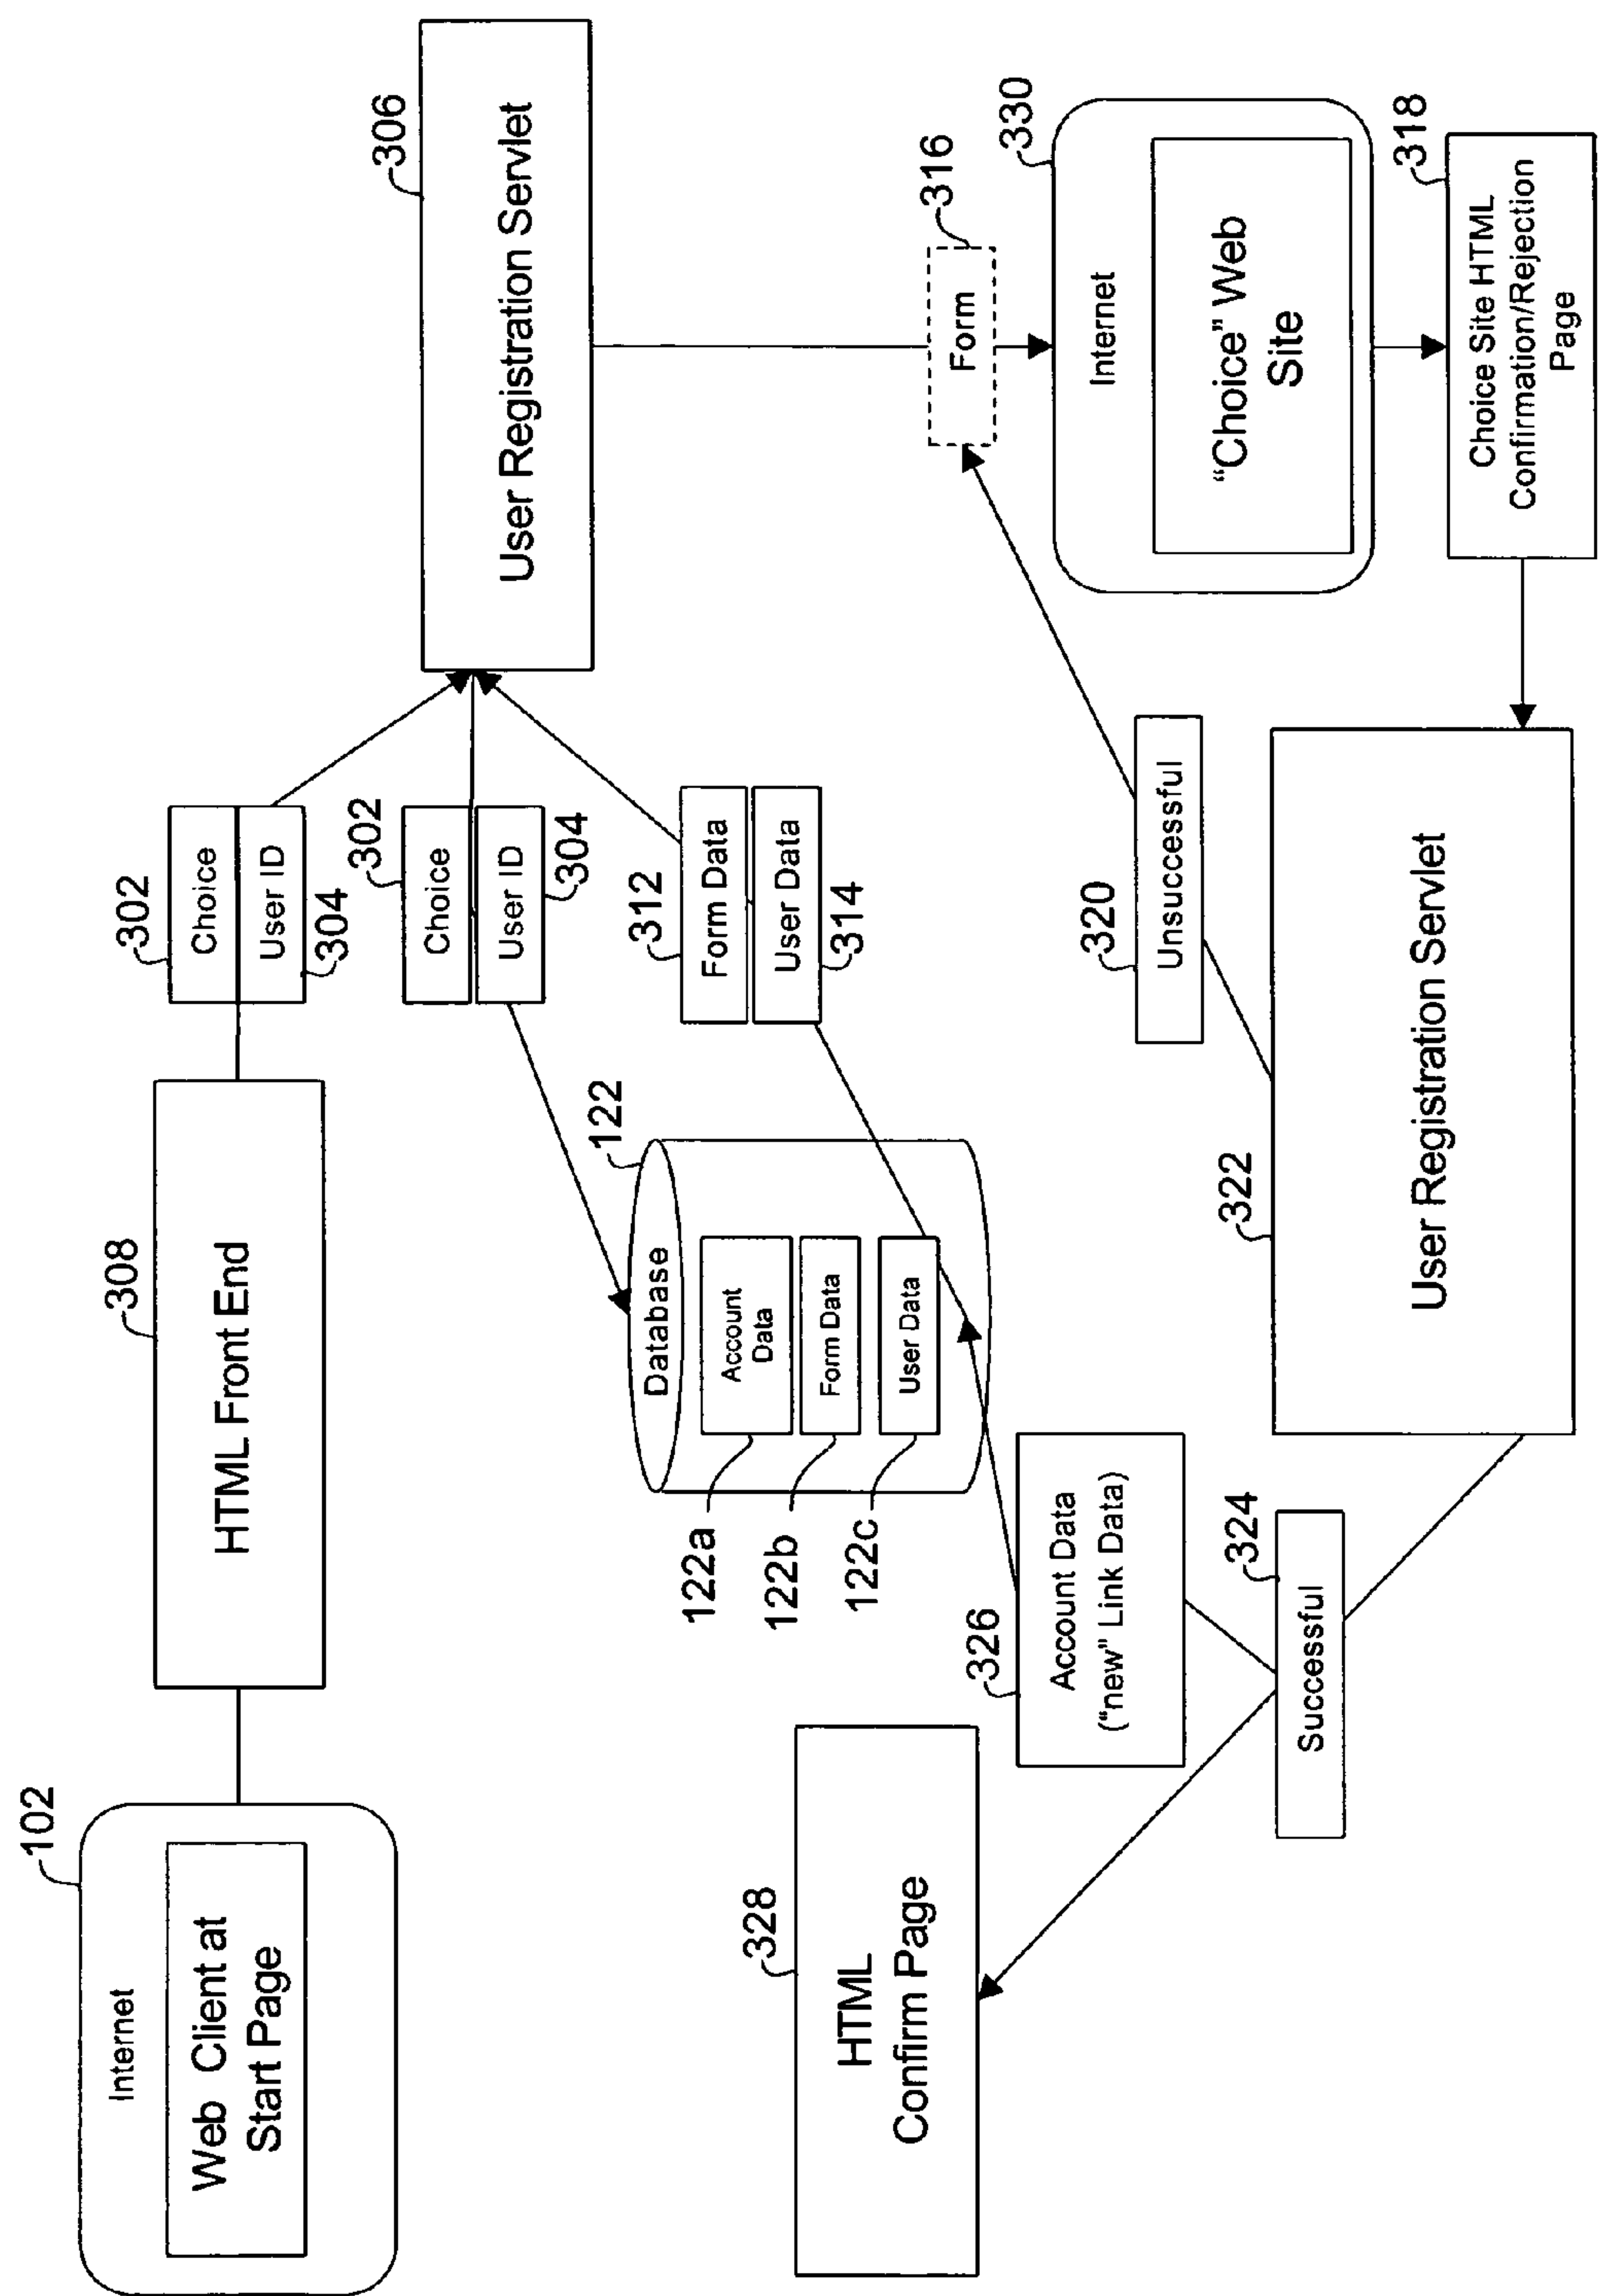 102
Internet
Web Client at
Start Page
308
HTML Front End
302
Choice
User ID
304
302
Choice
User ID
304
306
User Registration Servlet
122
Database
Account
Data
Form Data
User Data
122a
122b
122c
312
Form Data
User Data
314
316
Form
330
Internet
“Choice” Web
Site
318
Choice Site HTML
Confirmation/Rejection
Page
320
Unsuccessful
322
User Registration Servlet
324
Successful
326
Account Data
(“new” Link Data)
328
HTML
Confirm Page